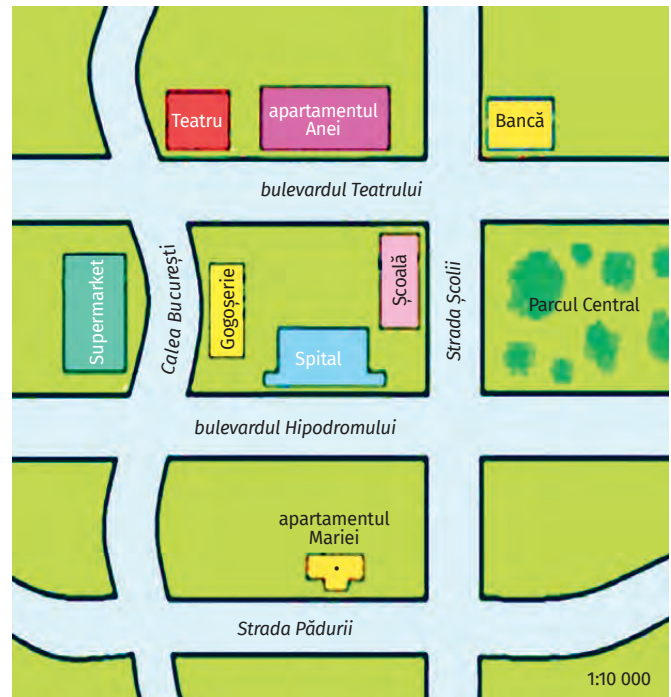 Teatru
apartamentul
Anei
Bancă
bulevardul Teatrului
Supermarket
Calea București
Gogoșerie
Școală
Strada Școlii
Parcul Central
Spital
bulevardul Hipodromului
apartamentul
Mariei
Strada Pădurii
1:10 000